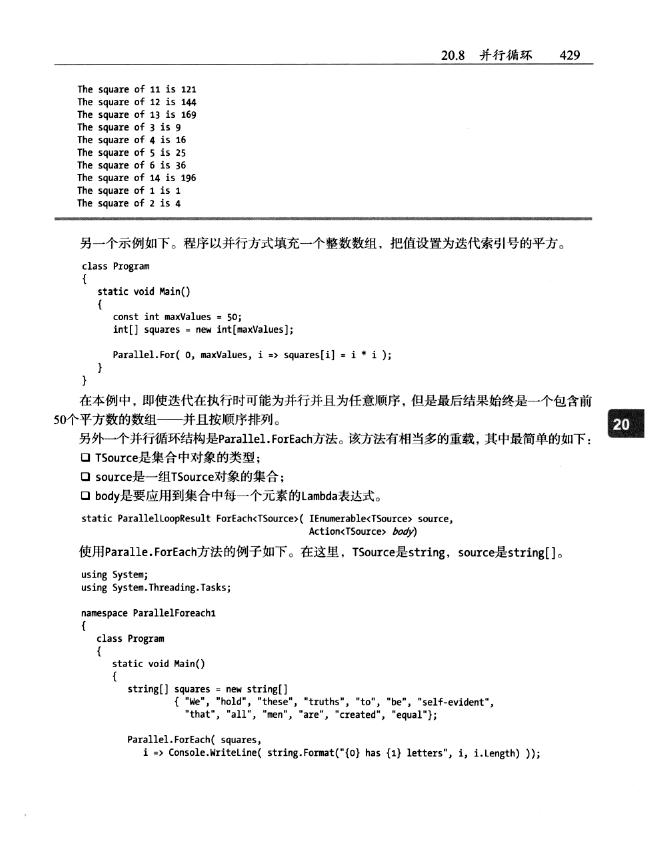 20.8 并行循环 429
The square of 11 is 121
The square of 12 is 144
The square of 13 is 169
The square of 3 is 9
The square of 4 is 16
The square of 5 is 25
The square of 6 is 36
The square of 14 is 196
The square of 1 is 1
The square of 2 is 4
另一个示例如下。程序以并行方式填充一个整数数组，把值设置为迭代索引号的平方。
class Program
{
static void Main()
{
const int maxValues = 50;
int[] squares = new int[maxValues];
Parallel.For( 0, maxValues, i => squares[i] = i * i );
}
}
在本例中，即使迭代在执行时可能为并行并且为任意顺序，但是最后结果始终是一个包含前
50个平方数的数组——并且按顺序排列。
20
另外一个并行循环结构是Parallel.ForEach方法。该方法有相当多的重载，其中最简单的如下：
❑ TSource是集合中对象的类型；
❑ source是一组TSource对象的集合；
❑ body是要应用到集合中每一个元素的Lambda表达式。
static ParallelLoopResult ForEach<TSource>( IEnumerable<TSource> source,
Action<TSource> body)
使用Paralle.ForEach方法的例子如下。在这里，TSource是string，source是string[]。
using System;
using System.Threading.Tasks;
namespace ParallelForeach1
{
class Program
{
static void Main()
{
string[] squares = new string[]
{ "We", "hold", "these", "truths", "to", "be", "self-evident",
"that", "all", "men", "are", "created", "equal"};
Parallel.ForEach( squares,
i => Console.WriteLine( string.Format("{0} has {1} letters", i, i.Length) ));